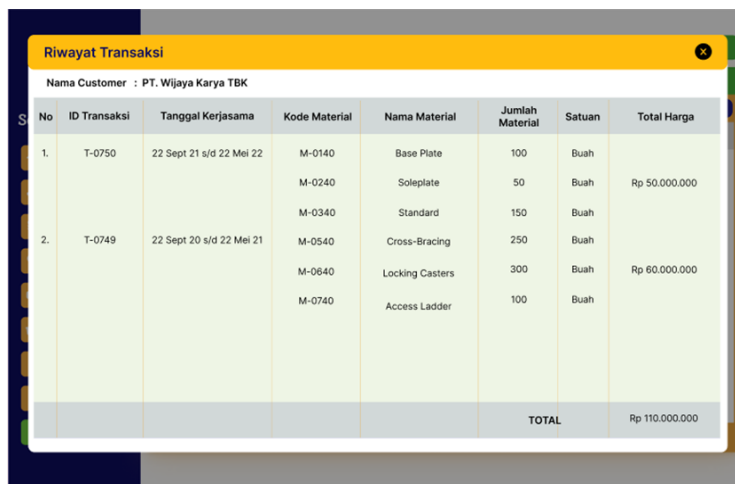 Riwayat Transaksi
X
Nama Customer : PT. Wijaya Karya TBK
No ID Transaksi Tanggal Kerjasama Kode Material Nama Material Jumlah Material Satuan Total Harga
1. T-0750 22 Sept 21 s/d 22 Mei 22 M-0140 Base Plate 100 Buah
M-0240 Soleplate 50 Buah Rp 50.000.000
M-0340 Standard 150 Buah
2. T-0749 22 Sept 20 s/d 22 Mei 21 M-0540 Cross-Bracing 250 Buah
M-0640 Locking Casters 300 Buah Rp 60.000.000
M-0740 Access Ladder 100 Buah
TOTAL Rp 110.000.000